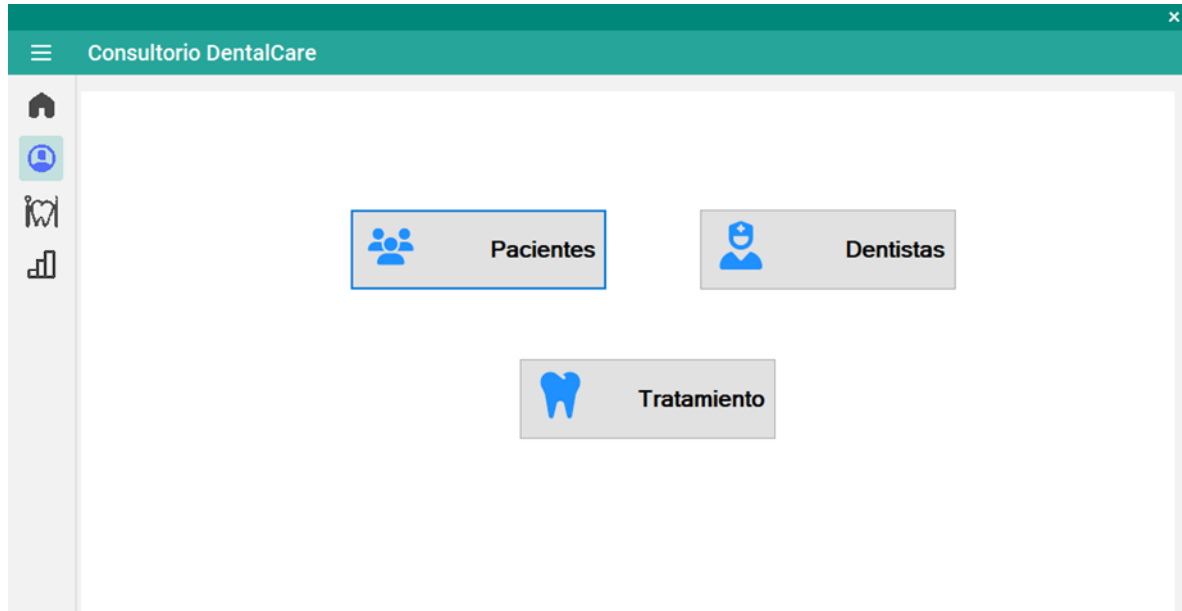 Consultorio DentalCare
Pacientes
Dentistas
Tratamiento